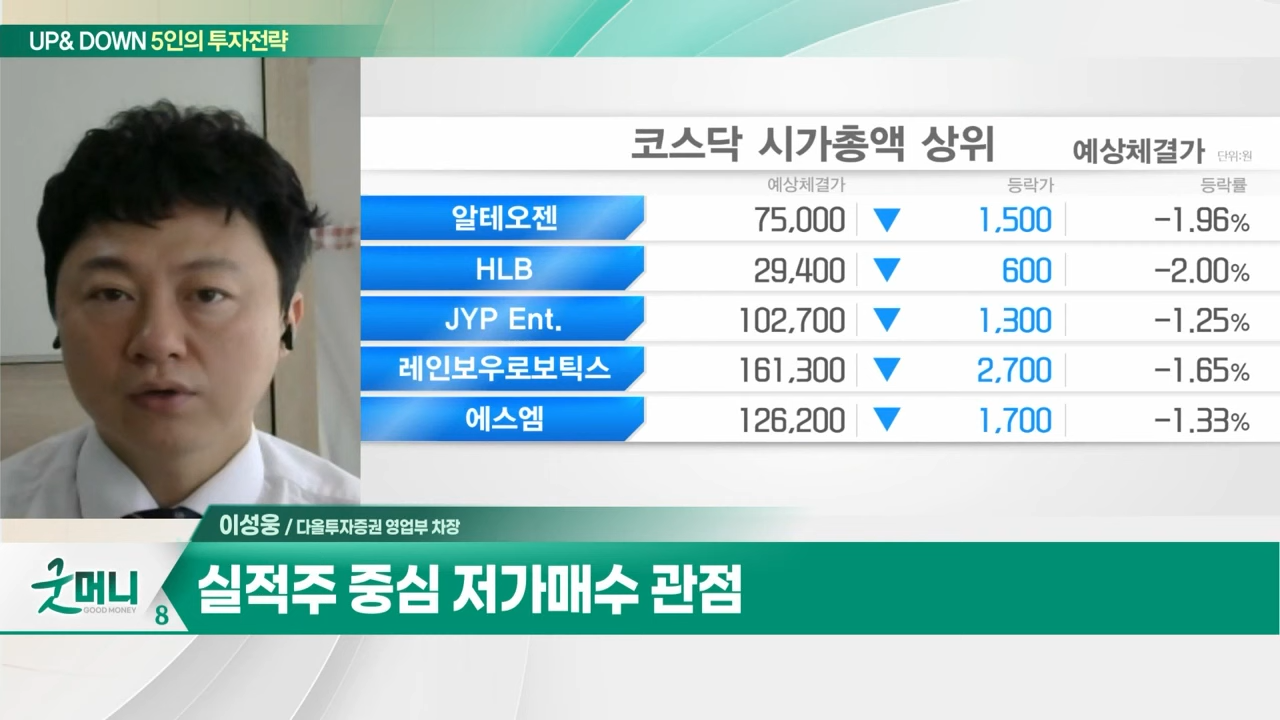 UP& DOWN 5인의 투자전략
코스닥 시가총액 상위 예상체결가 단위:원
예상체결가 등락가 등락률
알테오젠 75,000 ▼ 1,500 -1.96%
HLB 29,400 ▼ 600 -2.00%
JYP Ent. 102,700 ▼ 1,300 -1.25%
레인보우로보틱스 161,300 ▼ 2,700 -1.65%
에스엠 126,200 ▼ 1,700 -1.33%
이성웅 / 다올투자증권 영업부 차장
굿머니 GOOD MONEY 8
실적주 중심 저가매수 관점